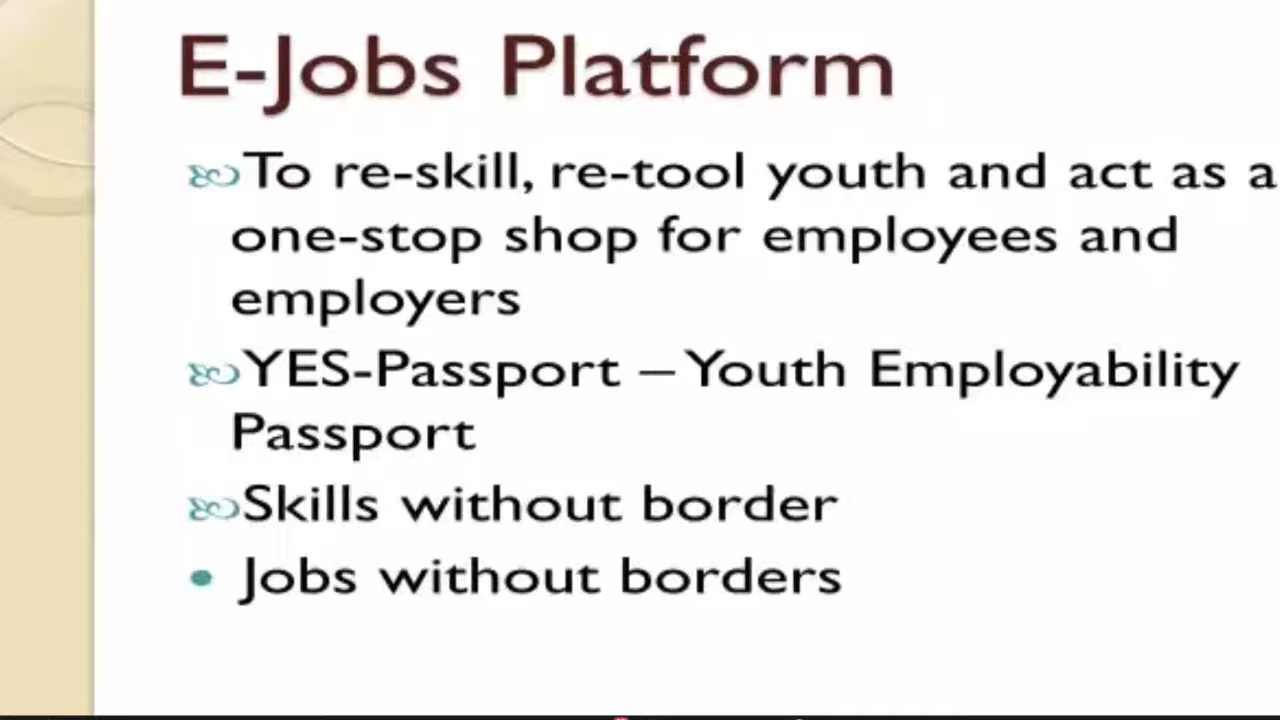 E-Jobs Platform
To re-skill, re-tool youth and act as a
one-stop shop for employees and
employers
YES-Passport – Youth Employability
Passport
Skills without border
• Jobs without borders